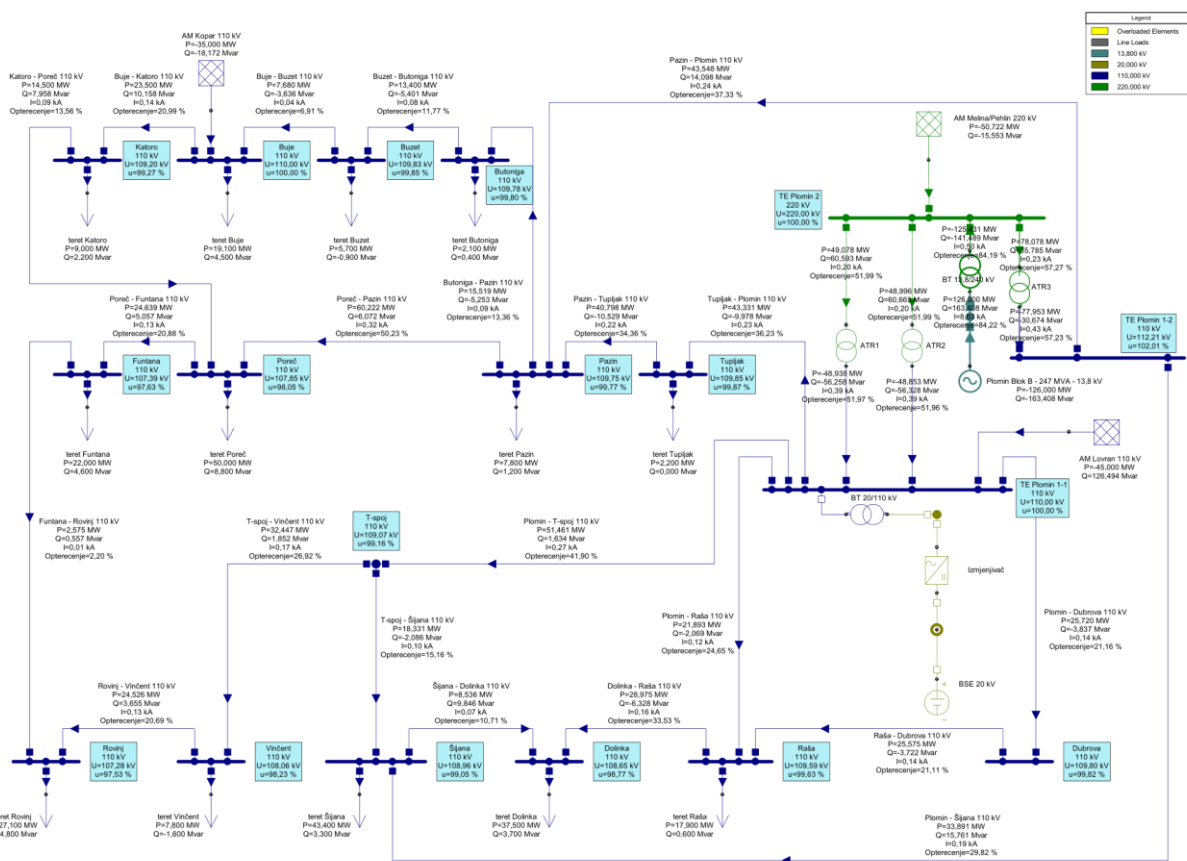 Legend
Overloaded Elements
Line Loads
13,800 kV
20,000 kV
110,000 kV
220,000 kV
AM Kopar 110 kV
P=-35,000 MW
Q=-18,172 Mvar
Katoro - Poreč 110 kV
P=14,500 MW
Q=7,958 Mvar
I=0,09 kA
Opterecenje=13,56 %
Buje - Katoro 110 kV
P=23,500 MW
Q=10,158 Mvar
I=0,14 kA
Opterecenje=20,99 %
Buje - Buzet 110 kV
P=7,680 MW
Q=-3,636 Mvar
I=0,04 kA
Opterecenje=6,91 %
Buzet - Butoniga 110 kV
P=13,400 MW
Q=-5,401 Mvar
I=0,08 kA
Opterecenje=11,77 %
Pazin - Plomin 110 kV
P=43,548 MW
Q=14,098 Mvar
I=0,24 kA
Opterecenje=37,33 %
AM Melina/Pehlin 220 kV
P=-50,722 MW
Q=-15,553 Mvar
Katoro
110 kV
U=109,20 kV
u=99,27 %
Buje
110 kV
U=110,00 kV
u=100,00 %
Buzet
110 kV
U=109,83 kV
u=99,85 %
Butoniga
110 kV
U=109,78 kV
u=99,80 %
TE Plomin 2
220 kV
U=220,00 kV
u=100,00 %
teret Katoro
P=9,000 MW
Q=2,200 Mvar
teret Buje
P=19,100 MW
Q=4,500 Mvar
teret Buzet
P=5,700 MW
Q=-0,900 Mvar
teret Butoniga
P=2,100 MW
Q=0,400 Mvar
P=49,078 MW
Q=60,593 Mvar
I=0,20 kA
Opterecenje=51,99 %
P=48,996 MW
I=0,20 kA
Opterecenje=51,99 %
Q=-141,489 Mvar
I=0,50 kA
Opterecenje=84,19 %
BT 13,8/240 kV
P=126,000 MW
Q=163,408 Mvar
Opterecenje=84,22 %
P=78,078 MW
I=0,23 kA
Opterecenje=57,27 %
ATR3
P=-77,953 MW
Q=-30,674 Mvar
I=0,43 kA
Opterecenje=57,23 %
TE Plomin 1-2
110 kV
U=112,21 kV
u=102,01 %
Poreč - Funtana 110 kV
P=24,639 MW
Q=5,057 Mvar
I=0,13 kA
Opterecenje=20,88 %
Poreč - Pazin 110 kV
P=60,222 MW
Q=6,072 Mvar
I=0,32 kA
Opterecenje=50,23 %
Butoniga - Pazin 110 kV
P=15,519 MW
Q=-5,253 Mvar
I=0,09 kA
Opterecenje=13,36 %
Pazin - Tupljak 110 kV
P=40,798 MW
Q=-10,529 Mvar
I=0,22 kA
Opterecenje=34,36 %
Tupljak - Plomin 110 kV
P=43,331 MW
Q=-9,978 Mvar
I=0,23 kA
Opterecenje=36,23 %
ATR1
ATR2
Funtana
110 kV
U=107,39 kV
u=97,63 %
Poreč
110 kV
U=107,85 kV
u=98,05 %
Pazin
110 kV
U=109,75 kV
u=99,77 %
Tupljak
110 kV
U=109,85 kV
u=99,87 %
P=-48,938 MW
Q=-56,258 Mvar
I=0,39 kA
Opterecenje=51,97 %
P=-48,853 MW
Q=-56,328 Mvar
I=0,39 kA
Opterecenje=51,96 %
Plomin Blok B - 247 MVA - 13,8 kV
P=-126,000 MW
Q=-163,408 Mvar
teret Funtana
P=22,000 MW
Q=4,600 Mvar
teret Poreč
P=50,000 MW
Q=8,800 Mvar
teret Pazin
P=7,800 MW
Q=1,200 Mvar
teret Tupljak
P=2,200 MW
Q=0,000 Mvar
AM Lovran 110 kV
P=-45,000 MW
Q=126,494 Mvar
TE Plomin 1-1
110 kV
U=110,00 kV
u=100,00 %
BT 20/110 kV
Izmjenjivač
BSE 20 kV
Funtana - Rovinj 110 kV
P=2,575 MW
Q=0,557 Mvar
I=0,01 kA
Opterecenje=2,20 %
T-spoj - Vinčent 110 kV
P=32,447 MW
Q=1,852 Mvar
I=0,17 kA
Opterecenje=26,92 %
T-spoj
110 kV
U=109,07 kV
u=99,16 %
Plomin - T-spoj 110 kV
P=51,461 MW
Q=1,634 Mvar
I=0,27 kA
Opterecenje=41,90 %
T-spoj - Šijana 110 kV
P=18,331 MW
Q=-2,086 Mvar
I=0,10 kA
Opterecenje=15,16 %
Plomin - Raša 110 kV
P=21,893 MW
Q=-2,069 Mvar
I=0,12 kA
Opterecenje=24,65 %
Plomin - Dubrova 110 kV
P=25,720 MW
Q=-3,837 Mvar
I=0,14 kA
Opterecenje=21,16 %
Rovinj - Vinčent 110 kV
P=24,526 MW
Q=3,655 Mvar
I=0,13 kA
Opterecenje=20,69 %
Šijana - Dolinka 110 kV
P=8,536 MW
Q=9,846 Mvar
I=0,07 kA
Opterecenje=10,71 %
Dolinka - Raša 110 kV
P=28,975 MW
Q=-6,328 Mvar
I=0,16 kA
Opterecenje=33,53 %
Raša - Dubrova 110 kV
P=25,575 MW
Q=-3,722 Mvar
I=0,14 kA
Opterecenje=21,11 %
Rovinj
110 kV
U=107,28 kV
u=97,53 %
Vinčent
110 kV
U=108,06 kV
u=98,23 %
Šijana
110 kV
U=108,96 kV
u=99,05 %
Dolinka
110 kV
U=108,65 kV
u=98,77 %
Raša
110 kV
U=109,59 kV
u=99,63 %
Dubrova
110 kV
U=109,80 kV
u=99,82 %
Rovinj
27,100 MW
4,800 Mvar
teret Vinčent
P=7,800 MW
Q=-1,600 Mvar
teret Šijana
P=43,400 MW
Q=3,300 Mvar
teret Dolinka
P=37,500 MW
Q=3,700 Mvar
teret Raša
P=17,900 MW
Q=0,600 Mvar
Plomin - Šijana 110 kV
P=33,891 MW
Q=15,761 Mvar
I=0,19 kA
Opterecenje=29,82 %